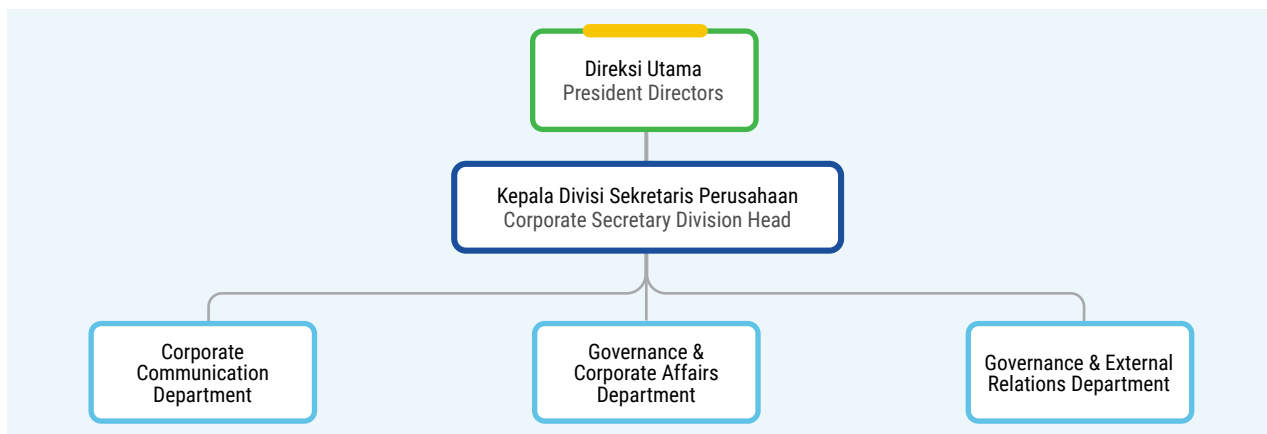 Direksi Utama
President Directors
Kepala Divisi Sekretaris Perusahaan
Corporate Secretary Division Head
Corporate
Communication
Department
Governance &
Corporate Affairs
Department
Governance & External
Relations Department